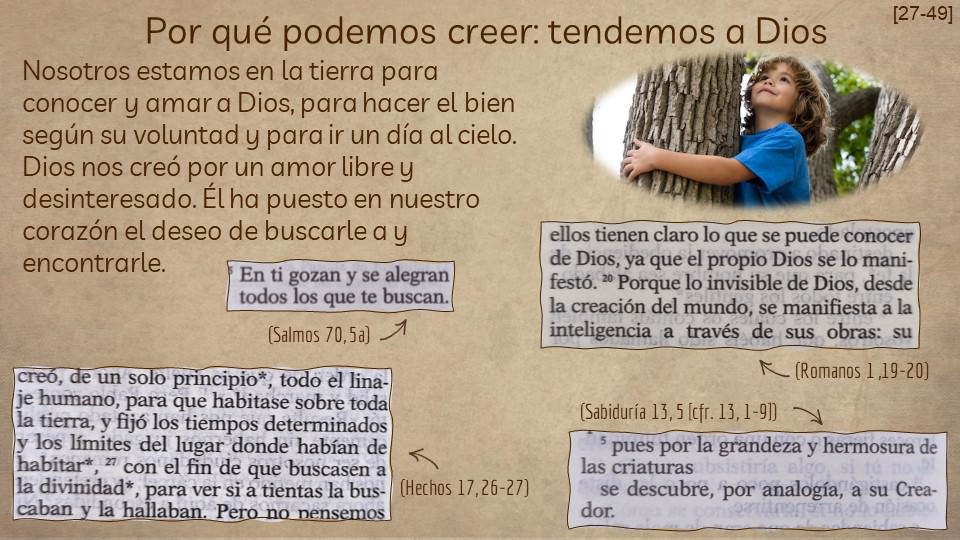 [27-49]
Por qué podemos creer: tendemos a Dios
Nosotros estamos en la tierra para
conocer y amar a Dios, para hacer el bien
según su voluntad y para ir un día al cielo.
Dios nos creó por un amor libre y
desinteresado. Él ha puesto en nuestro
corazón el deseo de buscarle a y
encontrarle.
5 En ti gozan y se alegran
todos los que te buscan.
(Salmos 70,5a)
ellos tienen claro lo que se puede conocer
de Dios, ya que el propio Dios se lo mani-
festó. 20 Porque lo invisible de Dios, desde
la creación del mundo, se manifiesta a la
inteligencia a través de sus obras: su
(Romanos 1,19-20)
creó, de un solo principio*, todo el lina-
je humano, para que habitase sobre toda
la tierra, y fijó los tiempos determinados
y los límites del lugar donde habían de
habitar*, 27 con el fin de que buscasen a
la divinidad*, para ver si a tientas la bus-
caban y la hallaban. Pero no pensemos
(Hechos 17,26-27)
(Sabiduría 13,5 [cfr. 13, 1-9])
5 pues por la grandeza y hermosura de
las criaturas
se descubre, por analogía, a su Crea-
dor.